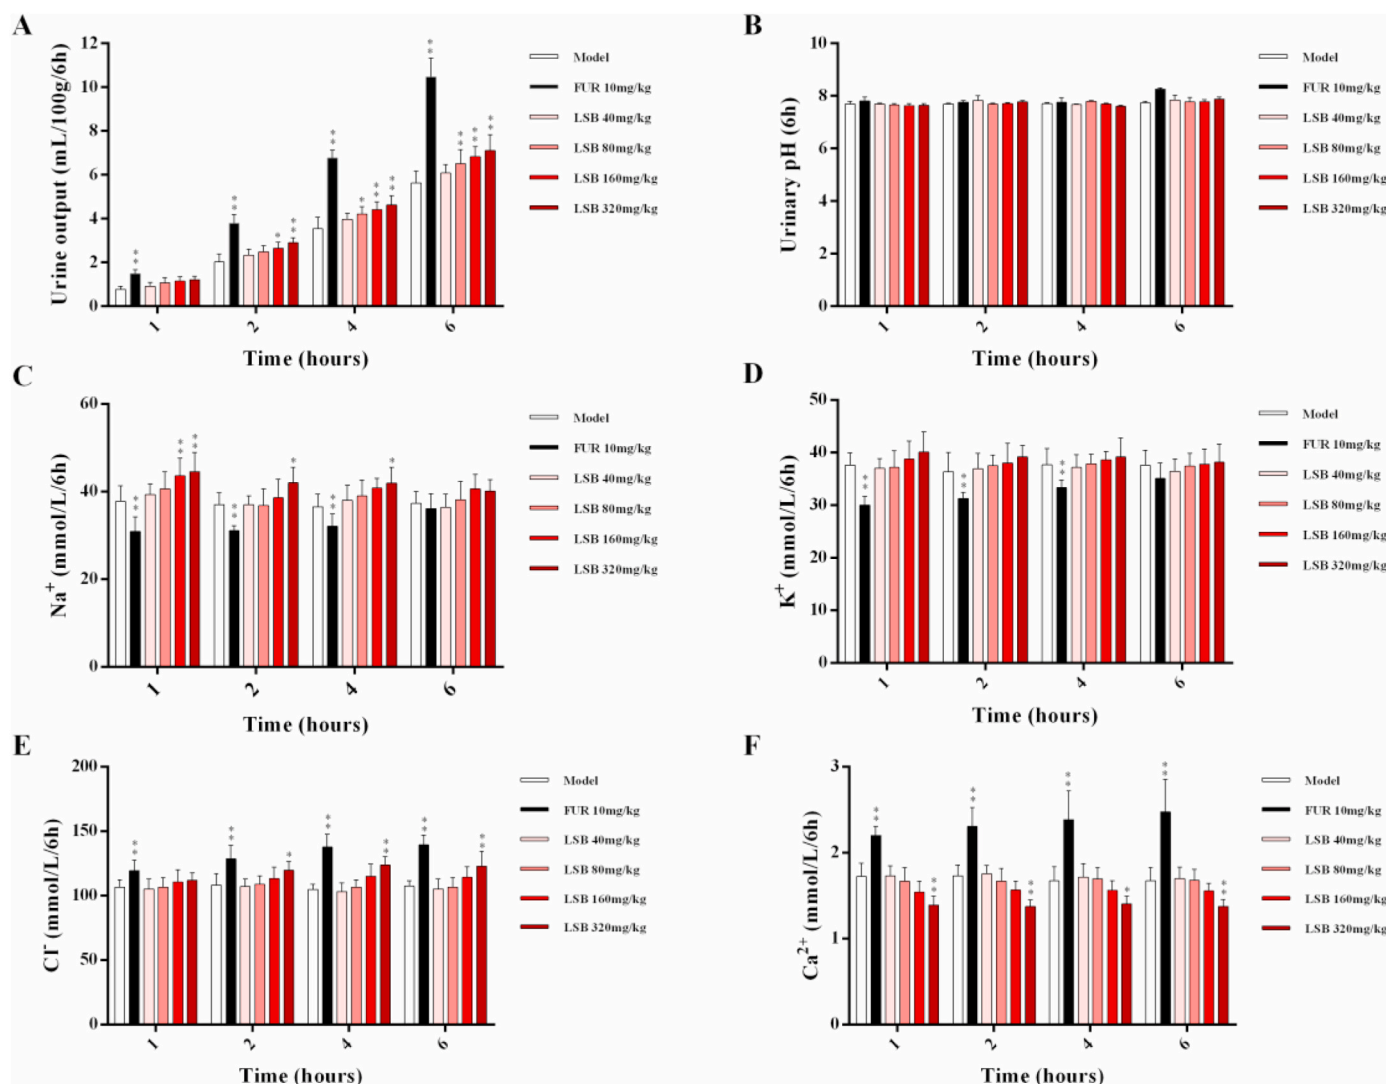 A
Urine output (mL/100g/6h)
12
10
8
6
4
2
0
**
**
**
**
*
**
*
**
**
**
**
**
1
2
4
6
Time (hours)
Model
FUR 10mg/kg
LSB 40mg/kg
LSB 80mg/kg
LSB 160mg/kg
LSB 320mg/kg
B
Urinary pH (6h)
10
8
6
4
2
0
1
2
4
6
Time (hours)
Model
FUR 10mg/kg
LSB 40mg/kg
LSB 80mg/kg
LSB 160mg/kg
LSB 320mg/kg
C
Na⁺ (mmol/L/6h)
60
40
20
0
**
**
**
**
*
**
*
1
2
4
6
Time (hours)
Model
FUR 10mg/kg
LSB 40mg/kg
LSB 80mg/kg
LSB 160mg/kg
LSB 320mg/kg
D
K⁺ (mmol/L/6h)
50
40
30
20
10
0
**
**
**
1
2
4
6
Time (hours)
Model
FUR 10mg/kg
LSB 40mg/kg
LSB 80mg/kg
LSB 160mg/kg
LSB 320mg/kg
E
Cl⁻ (mmol/L/6h)
200
150
100
50
0
**
**
*
**
**
**
**
1
2
4
6
Time (hours)
Model
FUR 10mg/kg
LSB 40mg/kg
LSB 80mg/kg
LSB 160mg/kg
LSB 320mg/kg
F
Ca²⁺ (mmol/L/6h)
3
2
1
0
**
**
**
**
**
*
**
**
1
2
4
6
Time (hours)
Model
FUR 10mg/kg
LSB 40mg/kg
LSB 80mg/kg
LSB 160mg/kg
LSB 320mg/kg